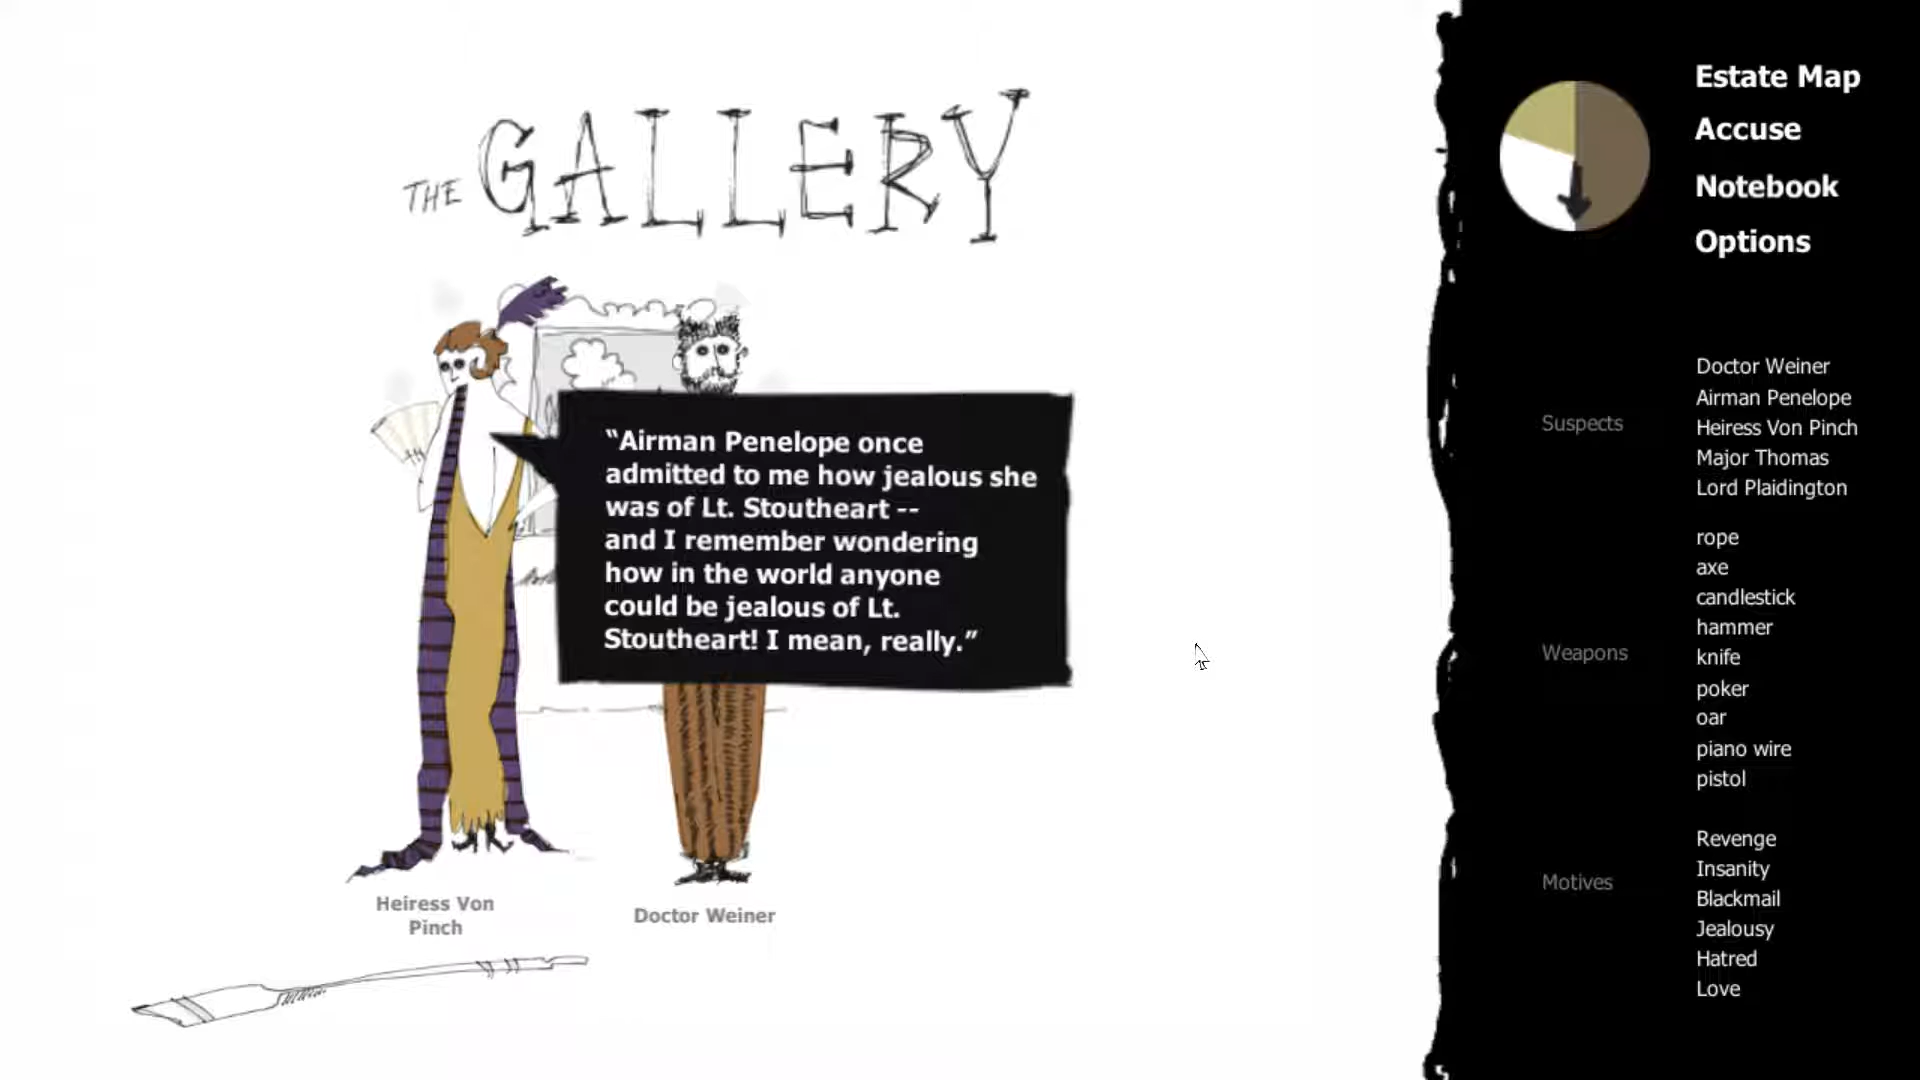 THE GALLERY
“Airman Penelope once
admitted to me how jealous she
was of Lt. Stoutheart --
and I remember wondering
how in the world anyone
could be jealous of Lt.
Stoutheart! I mean, really.”
Heiress Von
Pinch
Doctor Weiner
Estate Map
Accuse
Notebook
Options
Suspects
Doctor Weiner
Airman Penelope
Heiress Von Pinch
Major Thomas
Lord Plaidington
Weapons
rope
axe
candlestick
hammer
knife
poker
oar
piano wire
pistol
Motives
Revenge
Insanity
Blackmail
Jealousy
Hatred
Love